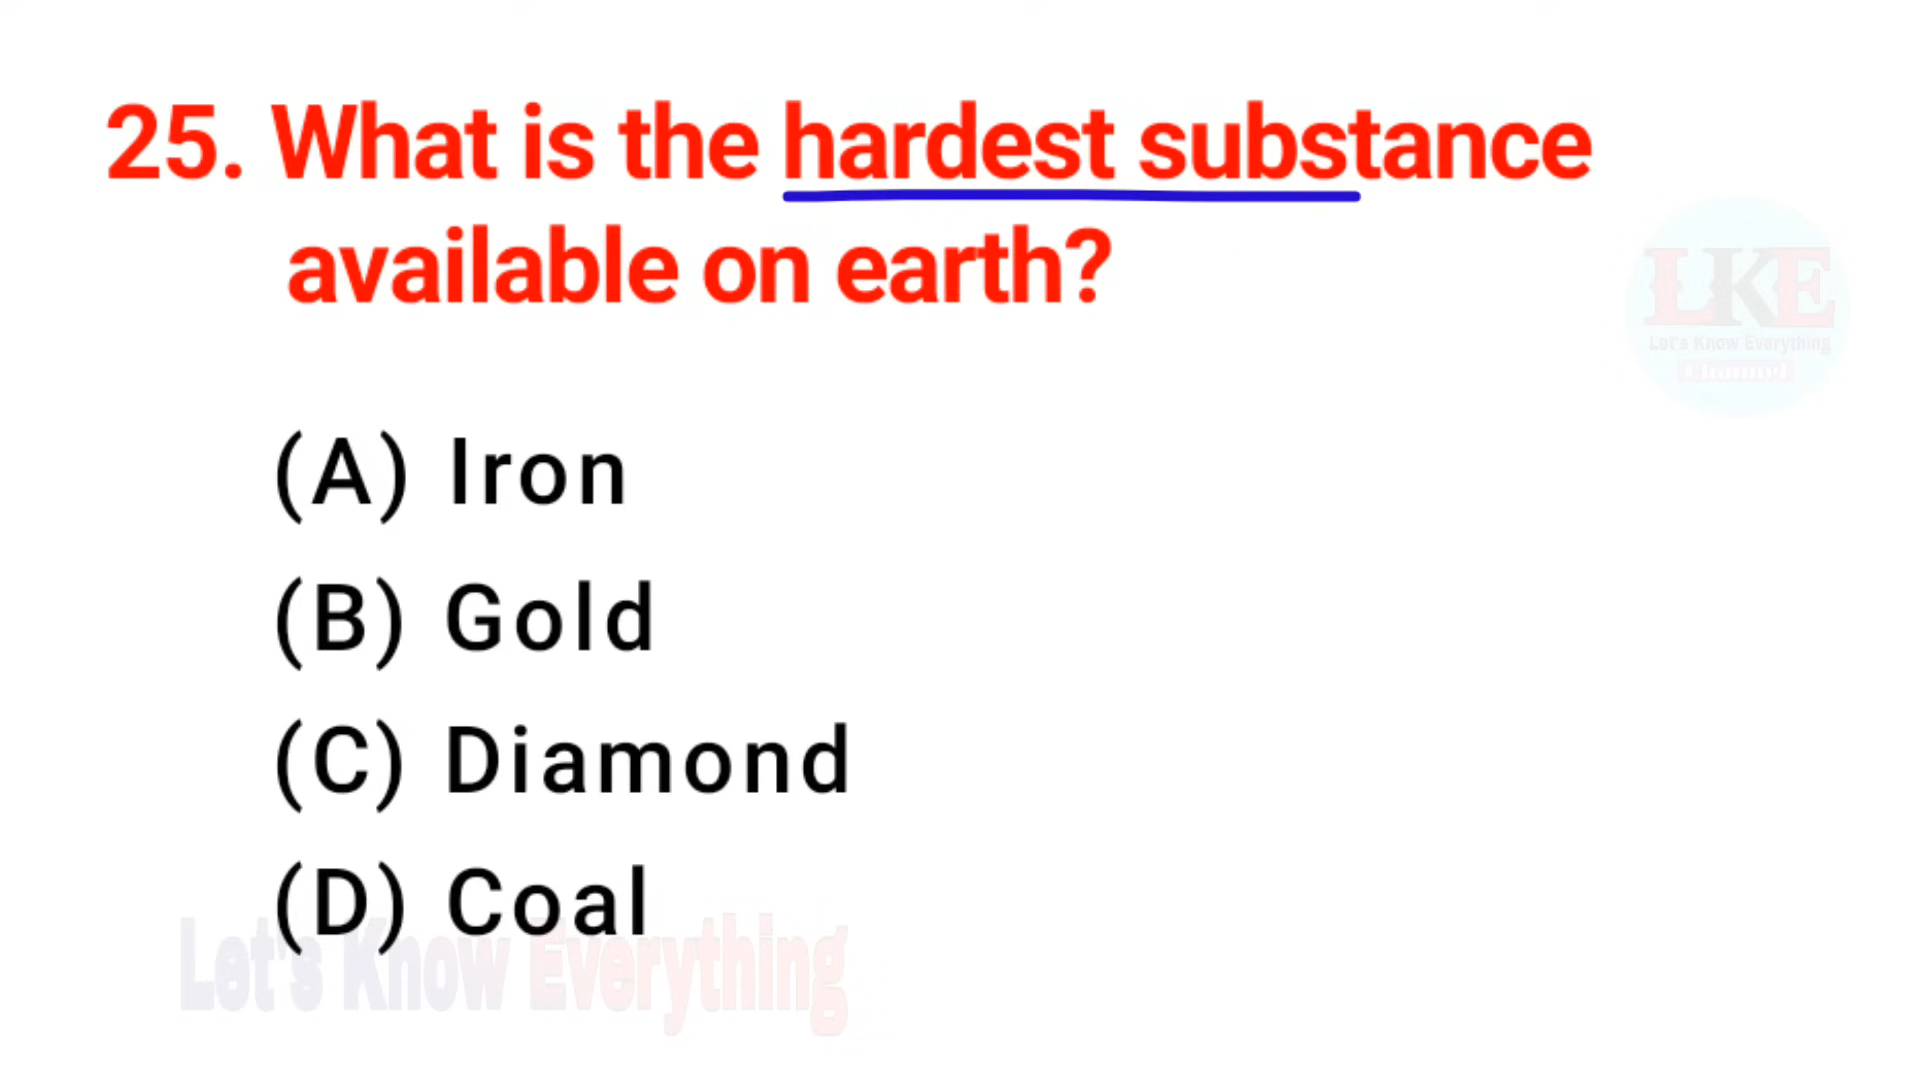 25. What is the hardest substance
available on earth?
LKE
Let's Know Everything
Channel
(A) Iron
(B) Gold
(C) Diamond
(D) Coal
Let's Know Everything